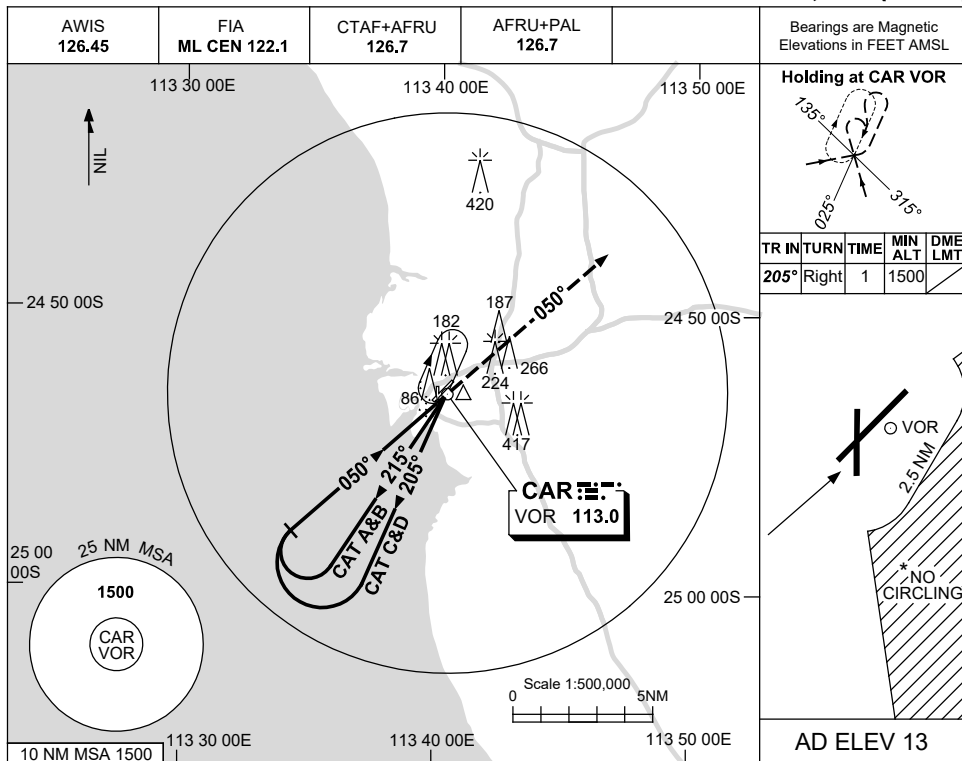 AWIS
126.45
FIA
ML CEN 122.1
CTAF+AFRU
126.7
AFRU+PAL
126.7
Bearings are Magnetic
Elevations in FEET AMSL
113 30 00E
113 40 00E
113 50 00E
NIL
420
24 50 00S
24 50 00S
050°
187
182
224
266
86
417
050°
215°
205°
CAT A&B
CAT C&D
CAR
VOR 113.0
25 00
00S
25 00 00S
25 NM MSA
1500
CAR
VOR
Scale 1:500,000
0 5NM
10 NM MSA 1500
113 30 00E
113 40 00E
113 50 00E
Holding at CAR VOR
135°
025°
315°
TR IN TURN TIME MIN ALT DME LMT
205° Right 1 1500
VOR
2.5 NM
*NO
CIRCLING
AD ELEV 13